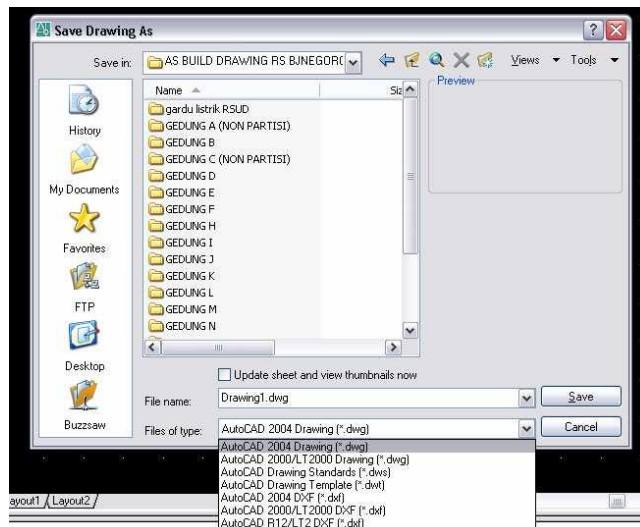 Save Drawing As
Save in: AS BUILD DRAWING RS BJNEGOR( Views Tools
History
My Documents
Favorites
FTP
Desktop
Buzzsaw
Name Siz
gardu listrik RSUD
GEDUNG A (NON PARTISI)
GEDUNG B
GEDUNG C (NON PARTISI)
GEDUNG D
GEDUNG E
GEDUNG F
GEDUNG H
GEDUNG I
GEDUNG J
GEDUNG K
GEDUNG L
GEDUNG M
GEDUNG N
Preview
Update sheet and view thumbnails now
File name: Drawing1.dwg Save
Files of type: AutoCAD 2004 Drawing (*.dwg) Cancel
AutoCAD 2004 Drawing (*.dwg)
AutoCAD 2000/LT2000 Drawing (*.dwg)
AutoCAD Drawing Standards (*.dws)
AutoCAD Drawing Template (*.dwt)
AutoCAD 2004 DXF (*.dxf)
AutoCAD 2000/LT2000 DXF (*.dxf)
AutoCAD R12/LT2 DXF (*.dxf)
ayout1 Layout2